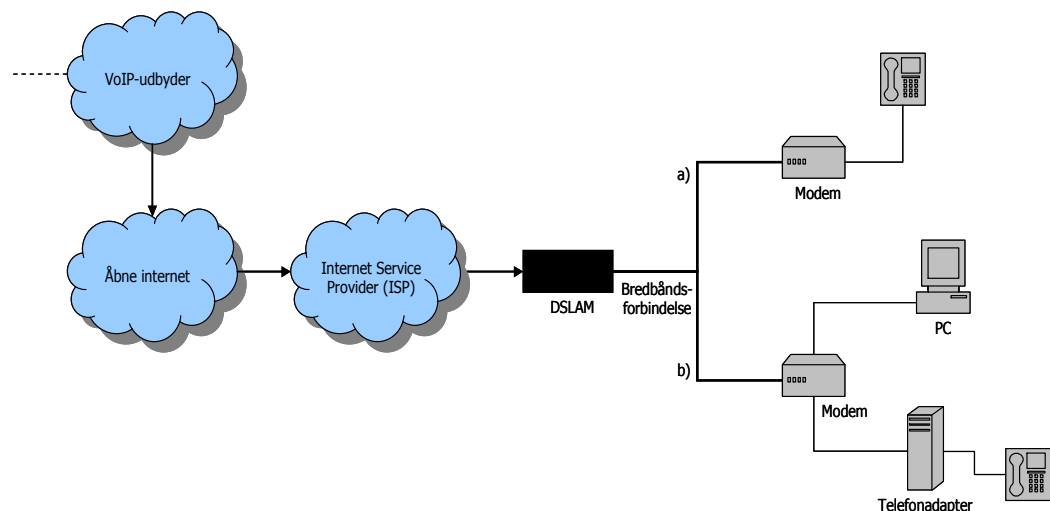 VoIP-udbyder
a)
Modem
Åbne internet
Internet Service
Provider (ISP)
DSLAM
Bredbånds-
forbindelse
PC
b)
Modem
Telefonadapter